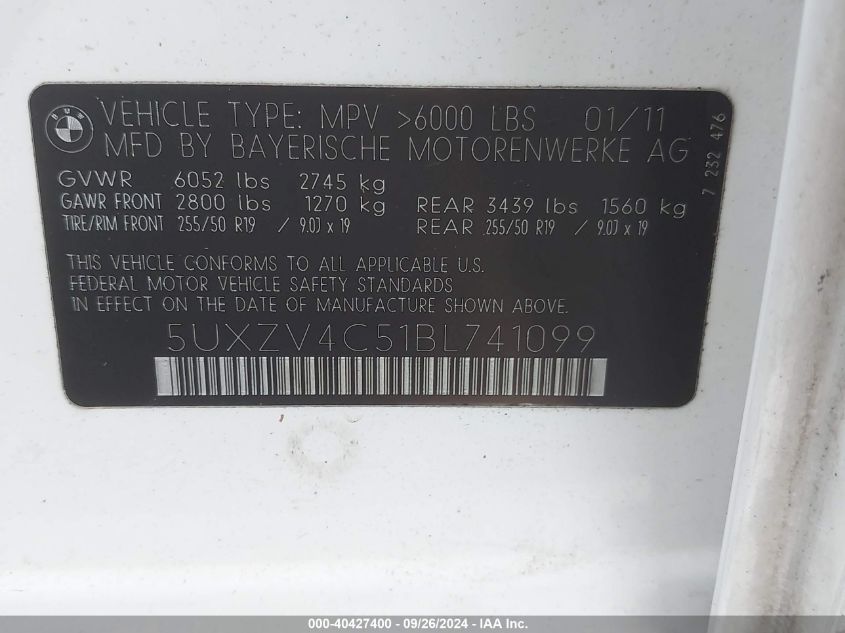 BMW
VEHICLE TYPE: MPV >6000 LBS 01/11
MFD BY BAYERISCHE MOTORENWERKE AG
GVWR 6052 lbs 2745 kg
GAWR FRONT 2800 lbs 1270 kg REAR 3439 lbs 1560 kg
TIRE/RIM FRONT 255/50 R19 / 9.0J x 19 REAR 255/50 R19 / 9.0J x 19
THIS VEHICLE CONFORMS TO ALL APPLICABLE U.S.
FEDERAL MOTOR VEHICLE SAFETY STANDARDS
IN EFFECT ON THE DATE OF MANUFACTURE SHOWN ABOVE.
5UXZV4C51BL741099
7 232 476
000-40427400 - 09/26/2024 - IAA Inc.